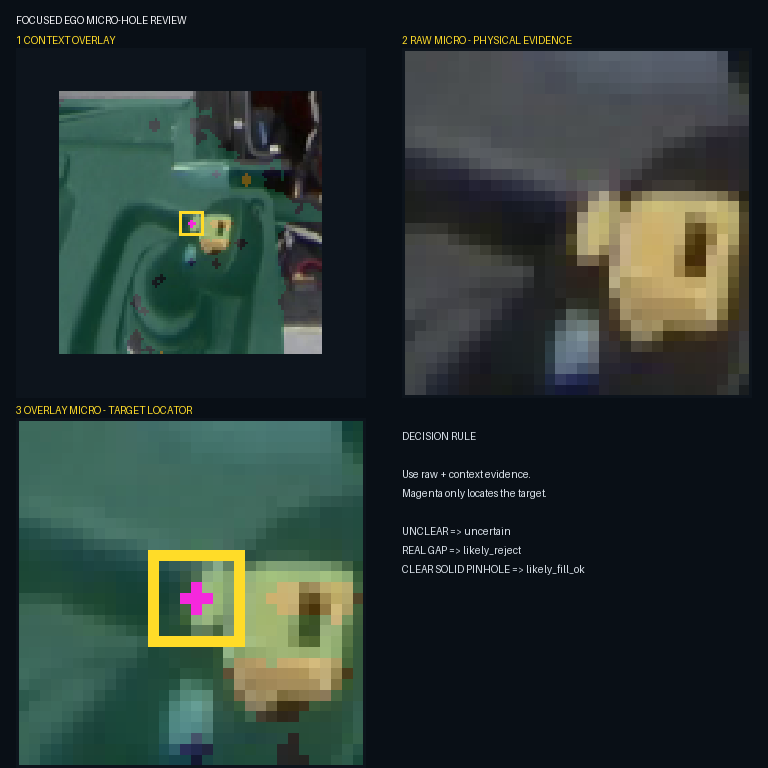 FOCUSED EGO MICRO-HOLE REVIEW
1 CONTEXT OVERLAY
2 RAW MICRO - PHYSICAL EVIDENCE
3 OVERLAY MICRO - TARGET LOCATOR
DECISION RULE
Use raw + context evidence.
Magenta only locates the target.
UNCLEAR => uncertain
REAL GAP => likely_reject
CLEAR SOLID PINHOLE => likely_fill_ok